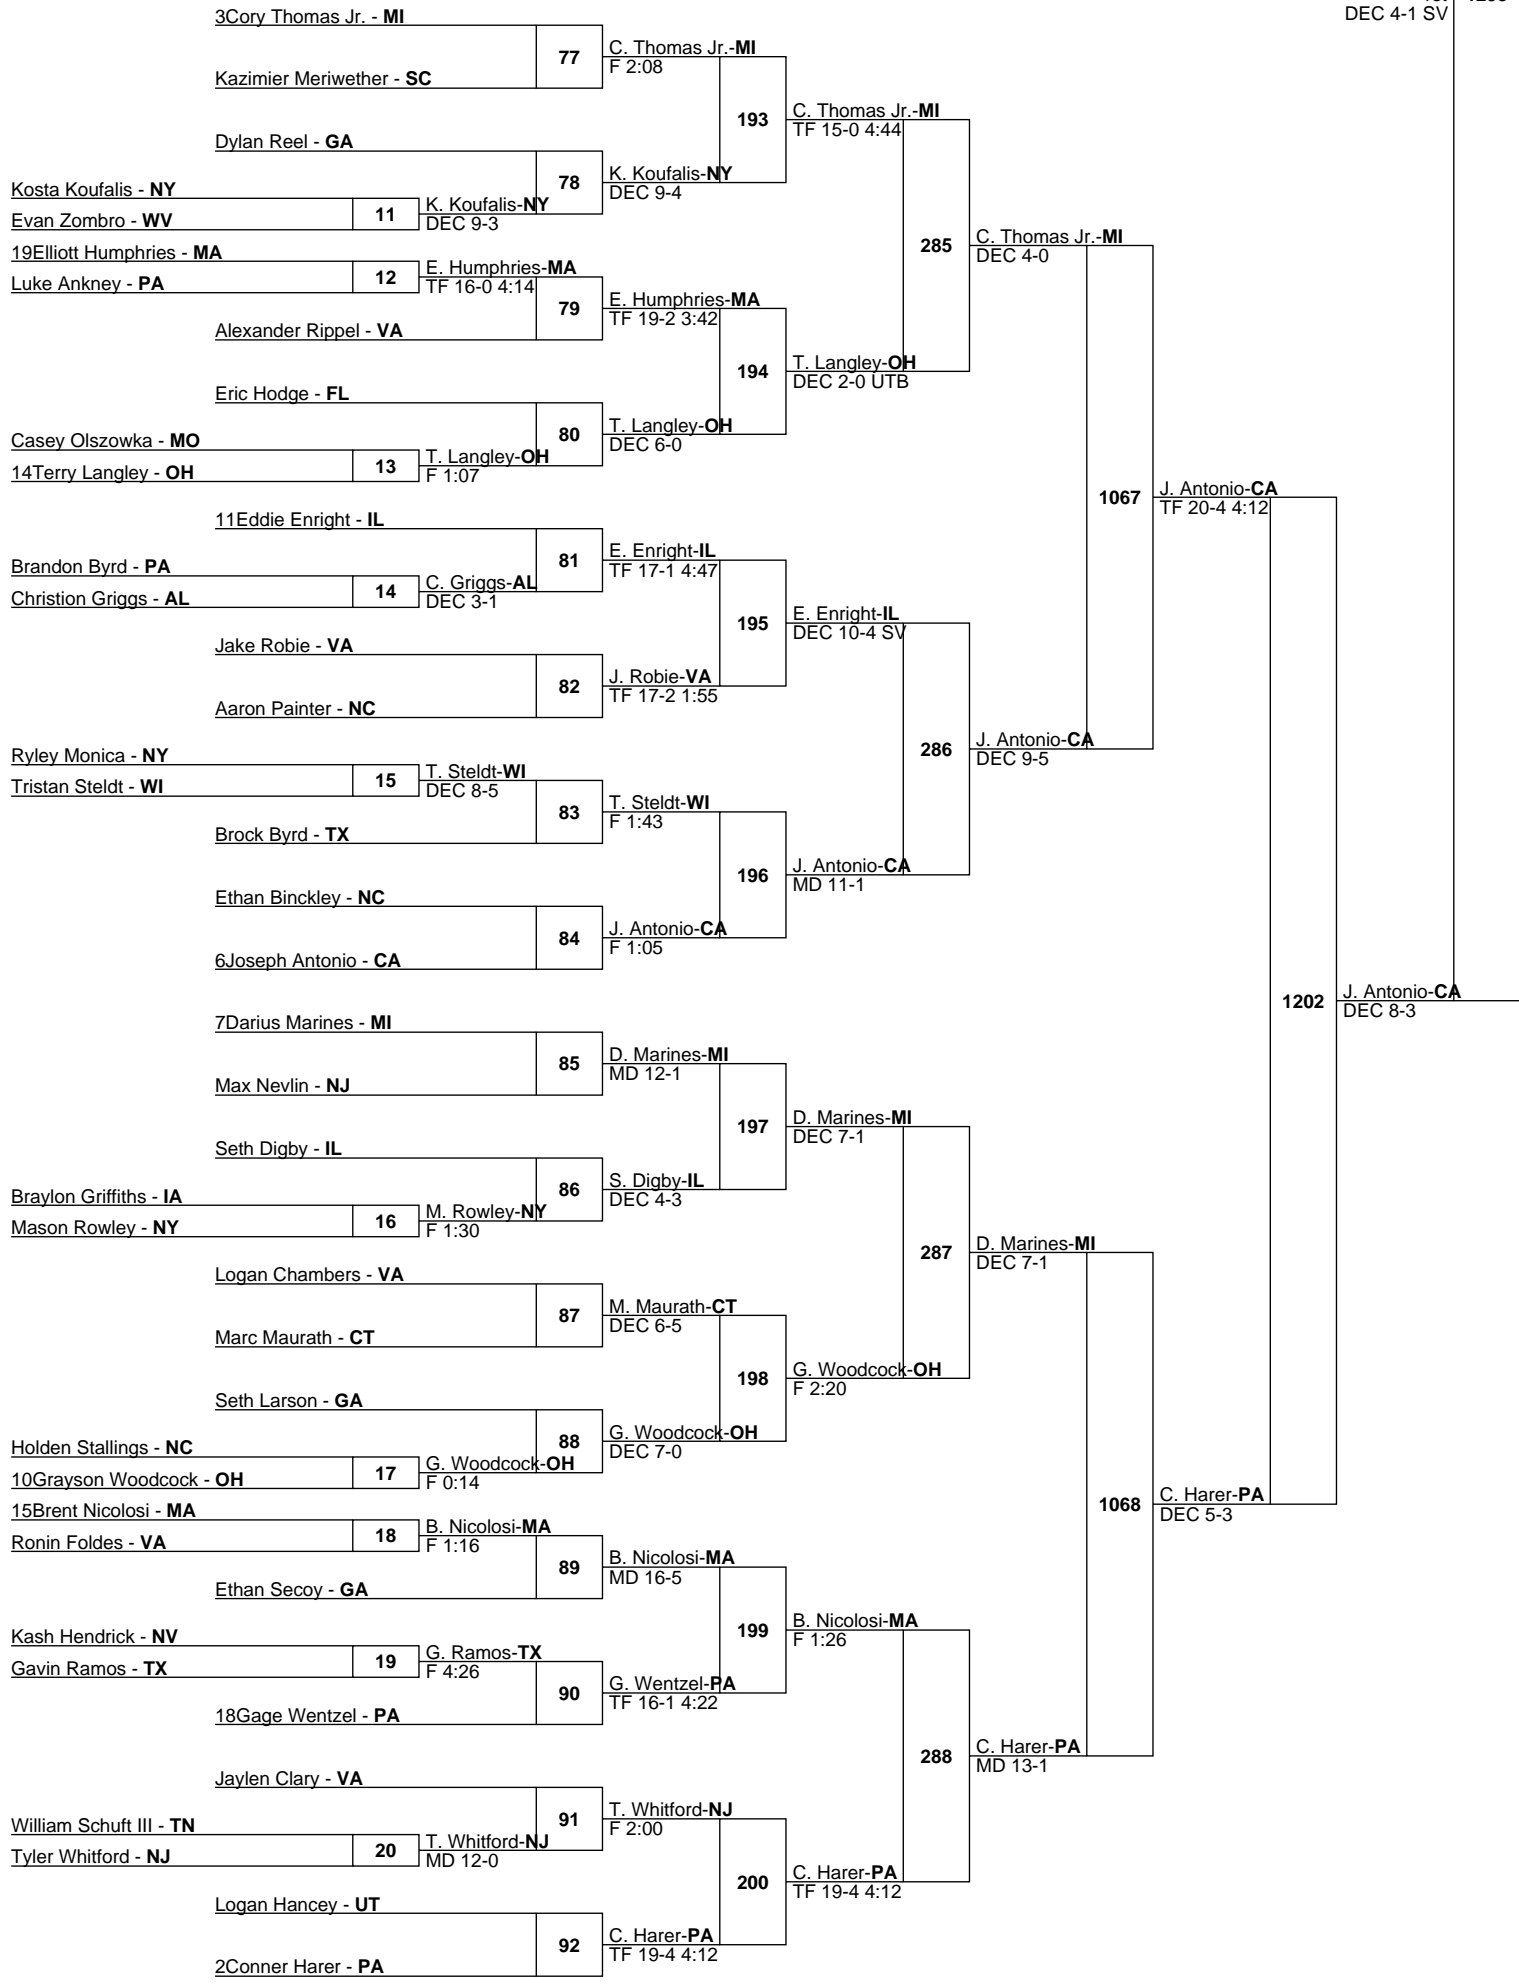 DEC 4-1 SV
3Cory Thomas Jr. - MI
77
C. Thomas Jr.-MI
F 2:08
Kazimier Meriwether - SC
193
C. Thomas Jr.-MI
TF 15-0 4:44
Dylan Reel - GA
78
K. Koufalis-NY
DEC 9-4
Kosta Koufalis - NY
11
K. Koufalis-NY
DEC 9-3
Evan Zombro - WV
285
C. Thomas Jr.-MI
DEC 4-0
19Elliott Humphries - MA
12
E. Humphries-MA
TF 16-0 4:14
Luke Ankney - PA
79
E. Humphries-MA
TF 19-2 3:42
Alexander Rippel - VA
194
T. Langley-OH
DEC 2-0 UTB
Eric Hodge - FL
80
T. Langley-OH
DEC 6-0
Casey Olszowka - MO
13
T. Langley-OH
F 1:07
14Terry Langley - OH
1067
J. Antonio-CA
TF 20-4 4:12
11Eddie Enright - IL
81
E. Enright-IL
TF 17-1 4:47
Brandon Byrd - PA
14
C. Griggs-AL
DEC 3-1
Christion Griggs - AL
195
E. Enright-IL
DEC 10-4 SV
Jake Robie - VA
82
J. Robie-VA
TF 17-2 1:55
Aaron Painter - NC
286
J. Antonio-CA
DEC 9-5
Ryley Monica - NY
15
T. Steldt-WI
DEC 8-5
Tristan Steldt - WI
83
T. Steldt-WI
F 1:43
Brock Byrd - TX
196
J. Antonio-CA
MD 11-1
Ethan Binckley - NC
84
J. Antonio-CA
F 1:05
6Joseph Antonio - CA
1202
J. Antonio-CA
DEC 8-3
7Darius Marines - MI
85
D. Marines-MI
MD 12-1
Max Nevlin - NJ
197
D. Marines-MI
DEC 7-1
Seth Digby - IL
86
S. Digby-IL
DEC 4-3
Braylon Griffiths - IA
16
M. Rowley-NY
F 1:30
Mason Rowley - NY
287
D. Marines-MI
DEC 7-1
Logan Chambers - VA
87
M. Maurath-CT
DEC 6-5
Marc Maurath - CT
198
G. Woodcock-OH
F 2:20
Seth Larson - GA
88
G. Woodcock-OH
DEC 7-0
Holden Stallings - NC
17
G. Woodcock-OH
F 0:14
10Grayson Woodcock - OH
1068
C. Harer-PA
DEC 5-3
15Brent Nicolosi - MA
18
B. Nicolosi-MA
F 1:16
Ronin Foldes - VA
89
B. Nicolosi-MA
MD 16-5
Ethan Secoy - GA
199
B. Nicolosi-MA
F 1:26
Kash Hendrick - NV
19
G. Ramos-TX
F 4:26
Gavin Ramos - TX
90
G. Wentzel-PA
TF 16-1 4:22
18Gage Wentzel - PA
288
C. Harer-PA
MD 13-1
Jaylen Clary - VA
91
T. Whitford-NJ
F 2:00
William Schuft III - TN
20
T. Whitford-NJ
MD 12-0
Tyler Whitford - NJ
200
C. Harer-PA
TF 19-4 4:12
Logan Hancey - UT
92
C. Harer-PA
TF 19-4 4:12
2Conner Harer - PA